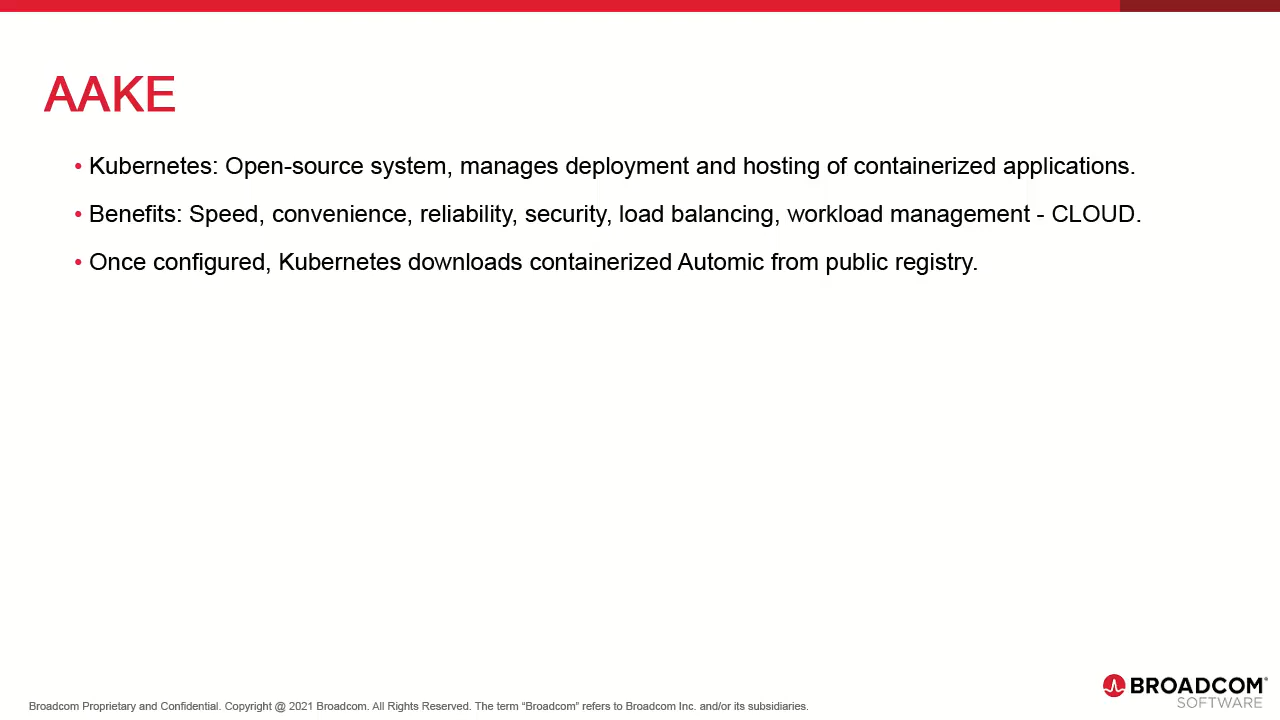 AAKE
• Kubernetes: Open-source system, manages deployment and hosting of containerized applications.
• Benefits: Speed, convenience, reliability, security, load balancing, workload management - CLOUD.
• Once configured, Kubernetes downloads containerized Automic from public registry.
BROADCOM®
SOFTWARE
Broadcom Proprietary and Confidential. Copyright @ 2021 Broadcom. All Rights Reserved. The term “Broadcom” refers to Broadcom Inc. and/or its subsidiaries.